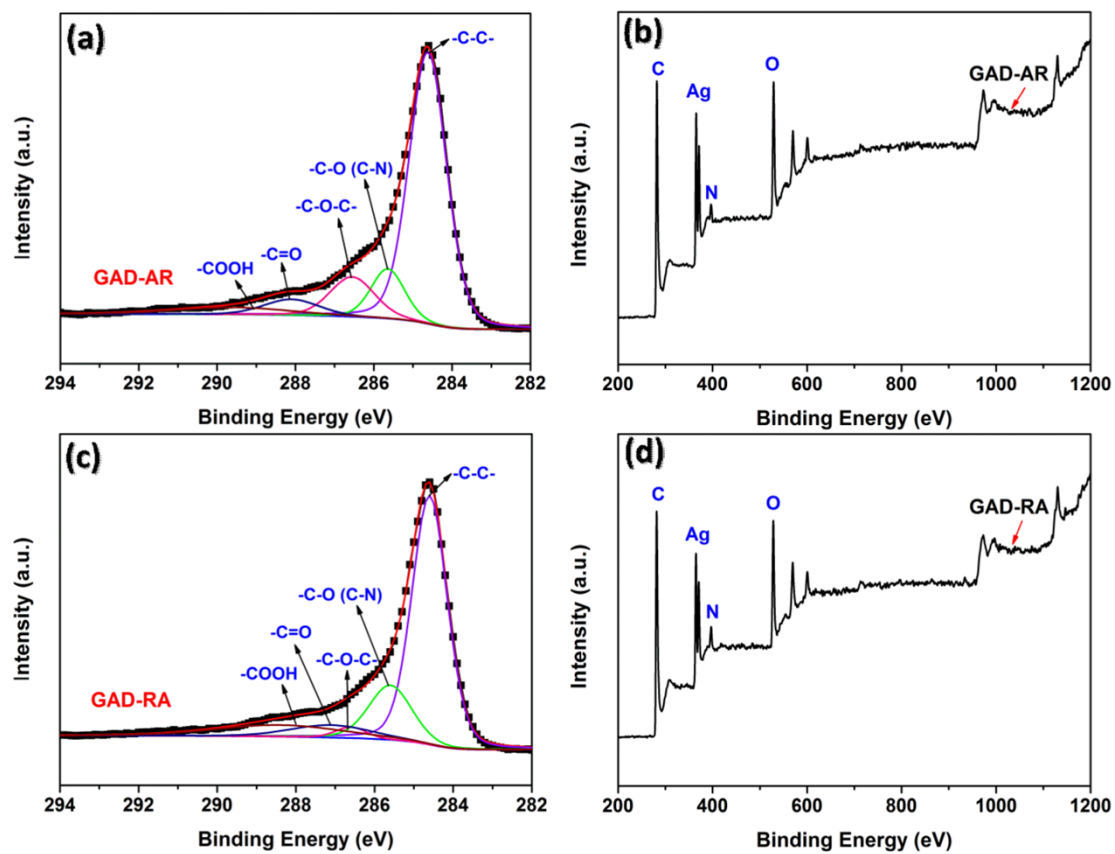 (a)
-C-C-
-C-O (C-N)
-C-O-C-
-C=O
-COOH
GAD-AR
Intensity (a.u.)
294 292 290 288 286 284 282
Binding Energy (eV)
(b)
C
Ag
N
O
GAD-AR
Intensity (a.u.)
200 400 600 800 1000 1200
Binding Energy (eV)
(c)
-C-C-
-C-O (C-N)
-C=O
-C-O-C-
-COOH
GAD-RA
Intensity (a.u.)
294 292 290 288 286 284 282
Binding Energy (eV)
(d)
C
Ag
N
O
GAD-RA
Intensity (a.u.)
200 400 600 800 1000 1200
Binding Energy (eV)